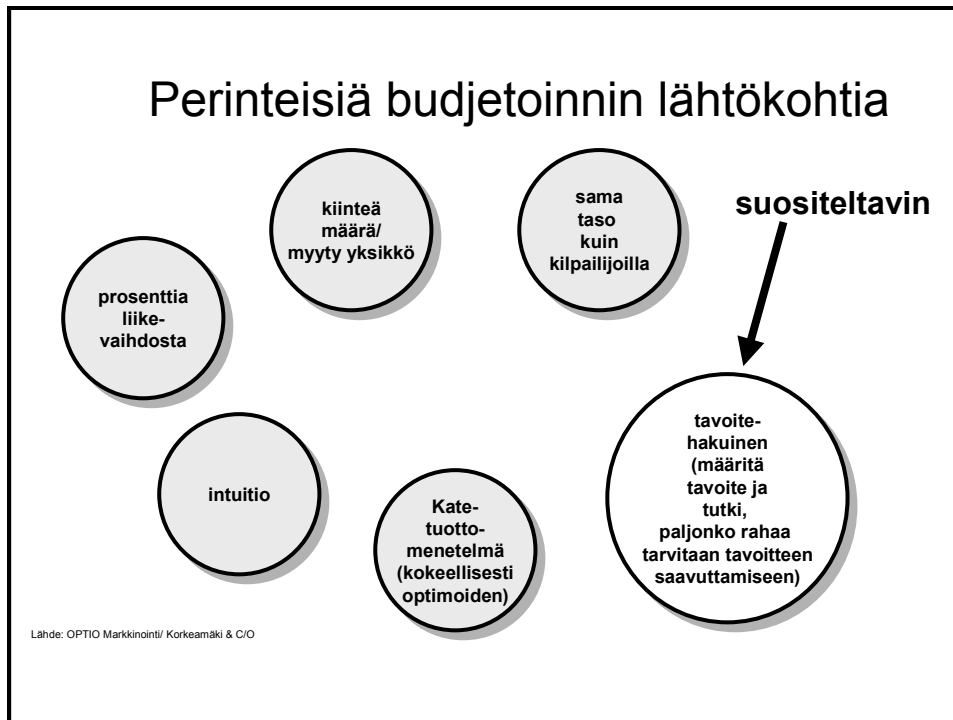 Perinteisiä budjetoinnin lähtökohtia
kiinteä
määrä/
myyty yksikkö
sama
taso
kuin
kilpailijoilla
suositeltavin
prosenttia
liike-
vaihdosta
intuitio
Kate-
tuotto-
menetelmä
(kokeellisesti
optimoiden)
tavoite-
hakuinen
(määritä
tavoite ja
tutki,
paljonko rahaa
tarvitaan tavoitteen
saavuttamiseen)
Lähde: OPTIO Markkinointi/ Korkeamäki & C/O